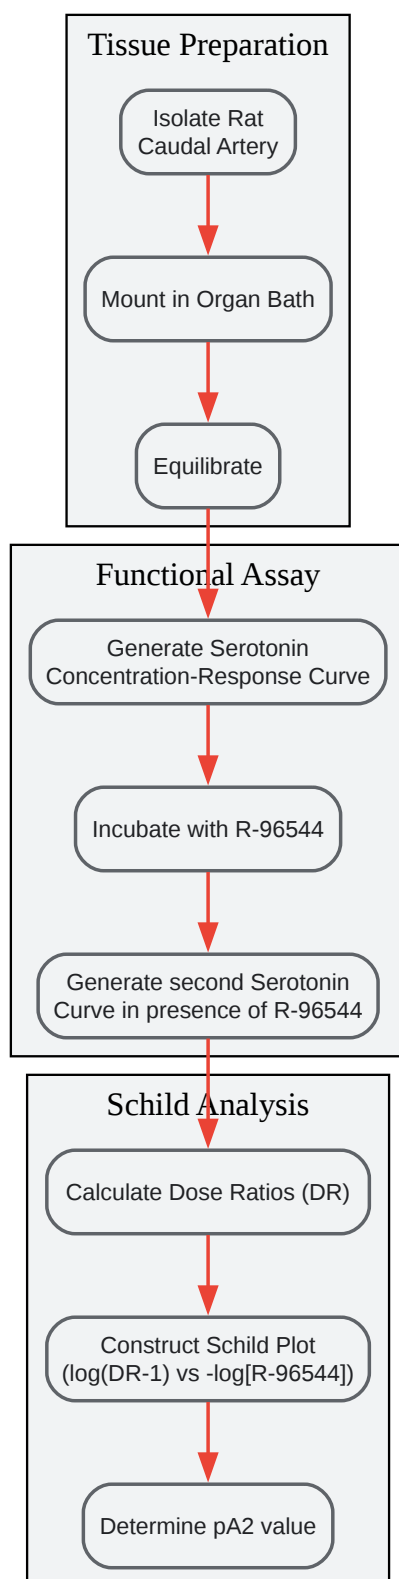 Tissue Preparation
Isolate Rat
Caudal Artery
Mount in Organ Bath
Equilibrate
Functional Assay
Generate Serotonin
Concentration-Response Curve
Incubate with R-96544
Generate second Serotonin
Curve in presence of R-96544
Schild Analysis
Calculate Dose Ratios (DR)
Construct Schild Plot
(log(DR-1) vs -log[R-96544])
Determine pA2 value